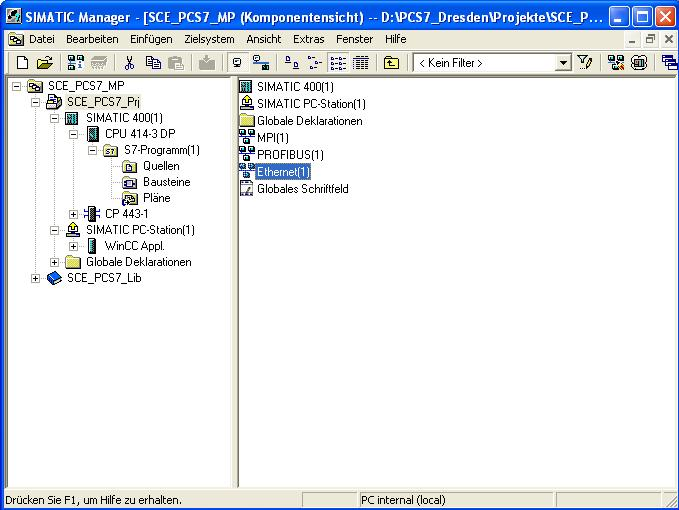 SIMATIC Manager - [SCE_PCS7_MP (Komponentensicht) -- D:\PCS7_Dresden\Projekte\SCE_P...
Datei Bearbeiten Einfügen Zielsystem Ansicht Extras Fenster Hilfe
< Kein Filter >
SCE_PCS7_MP
SCE_PCS7_Prj
SIMATIC 400(1)
CPU 414-3 DP
S7-Programm(1)
Quellen
Bausteine
Pläne
CP 443-1
SIMATIC PC-Station(1)
WinCC Appl.
Globale Deklarationen
SCE_PCS7_Lib
SIMATIC 400(1)
SIMATIC PC-Station(1)
Globale Deklarationen
MPI(1)
PROFIBUS(1)
Ethernet(1)
Globales Schriftfeld
Drücken Sie F1, um Hilfe zu erhalten.
PC internal (local)